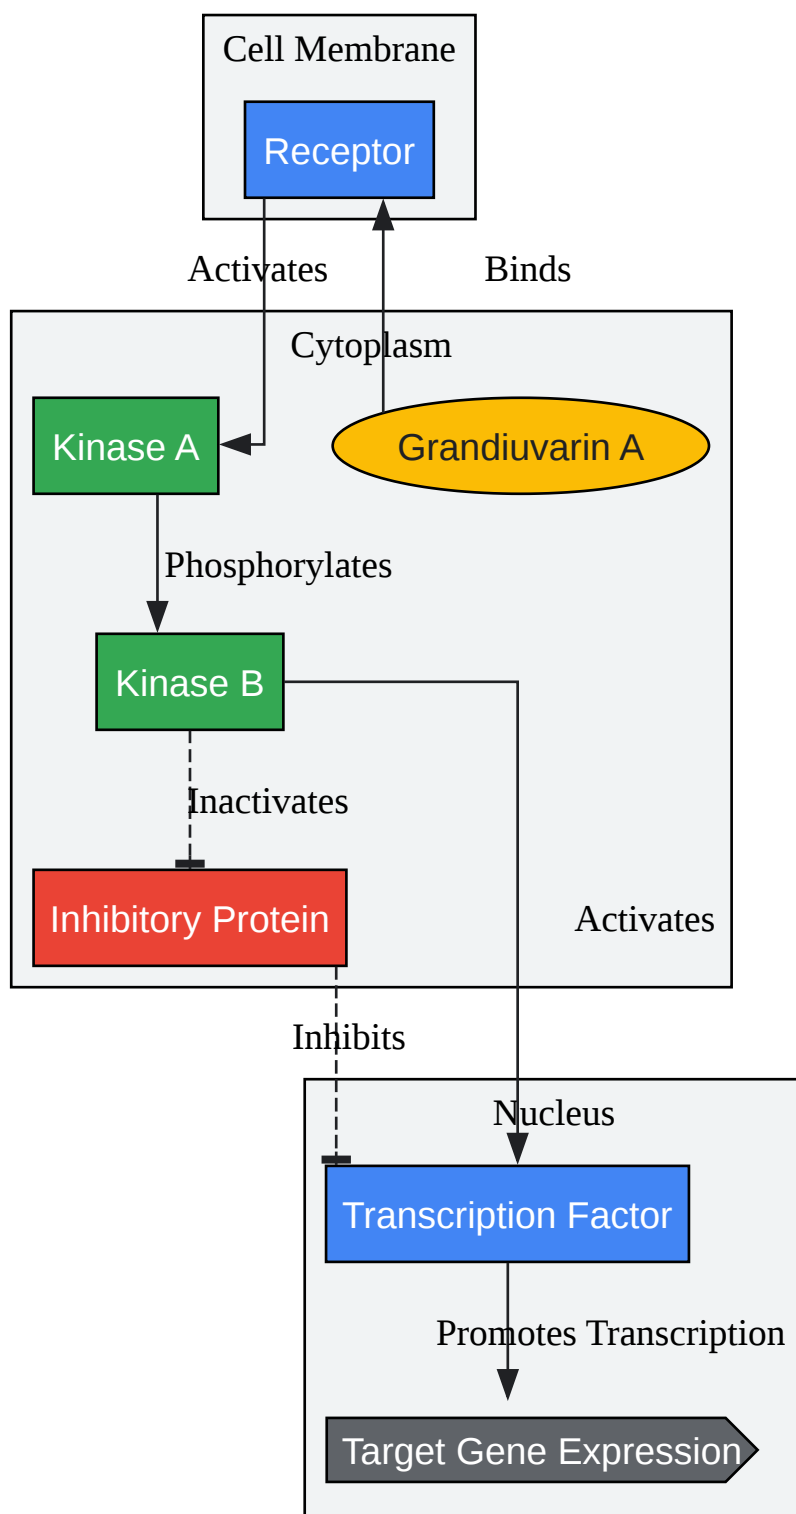 Cell Membrane
Receptor
Activates
Binds
Cytoplasm
Kinase A
Grandiuvarin A
Phosphorylates
Kinase B
Inactivates
Inhibitory Protein
Activates
Inhibits
Nucleus
Transcription Factor
Promotes Transcription
Target Gene Expression